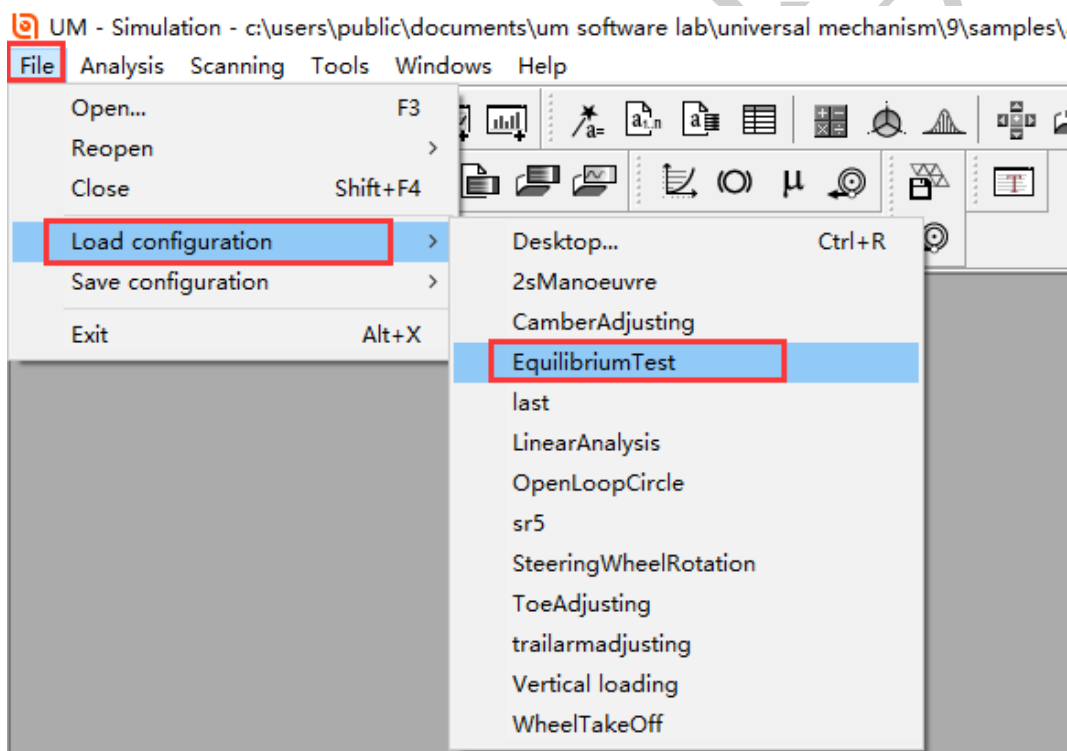 UM - Simulation - c:\users\public\documents\um software lab\universal mechanism\9\samples\
File Analysis Scanning Tools Windows Help
Open... F3
Reopen >
Close Shift+F4
Load configuration >
Save configuration >
Exit Alt+X
Desktop... Ctrl+R
2sManoeuvre
CamberAdjusting
EquilibriumTest
last
LinearAnalysis
OpenLoopCircle
sr5
SteeringWheelRotation
ToeAdjusting
trailarmadjusting
Vertical loading
WheelTakeOff